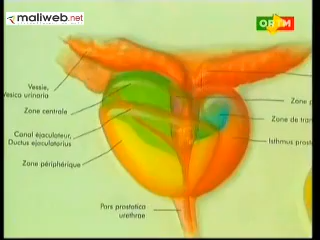 maliweb.net
ORTM
Vessie,
Vesica urinaria
Zone centrale
Canal éjaculateur,
Ductus ejaculatorius
Zone périphérique
Zone p
Zone de tran
Isthmus prost
Pars prostatica
urethrae